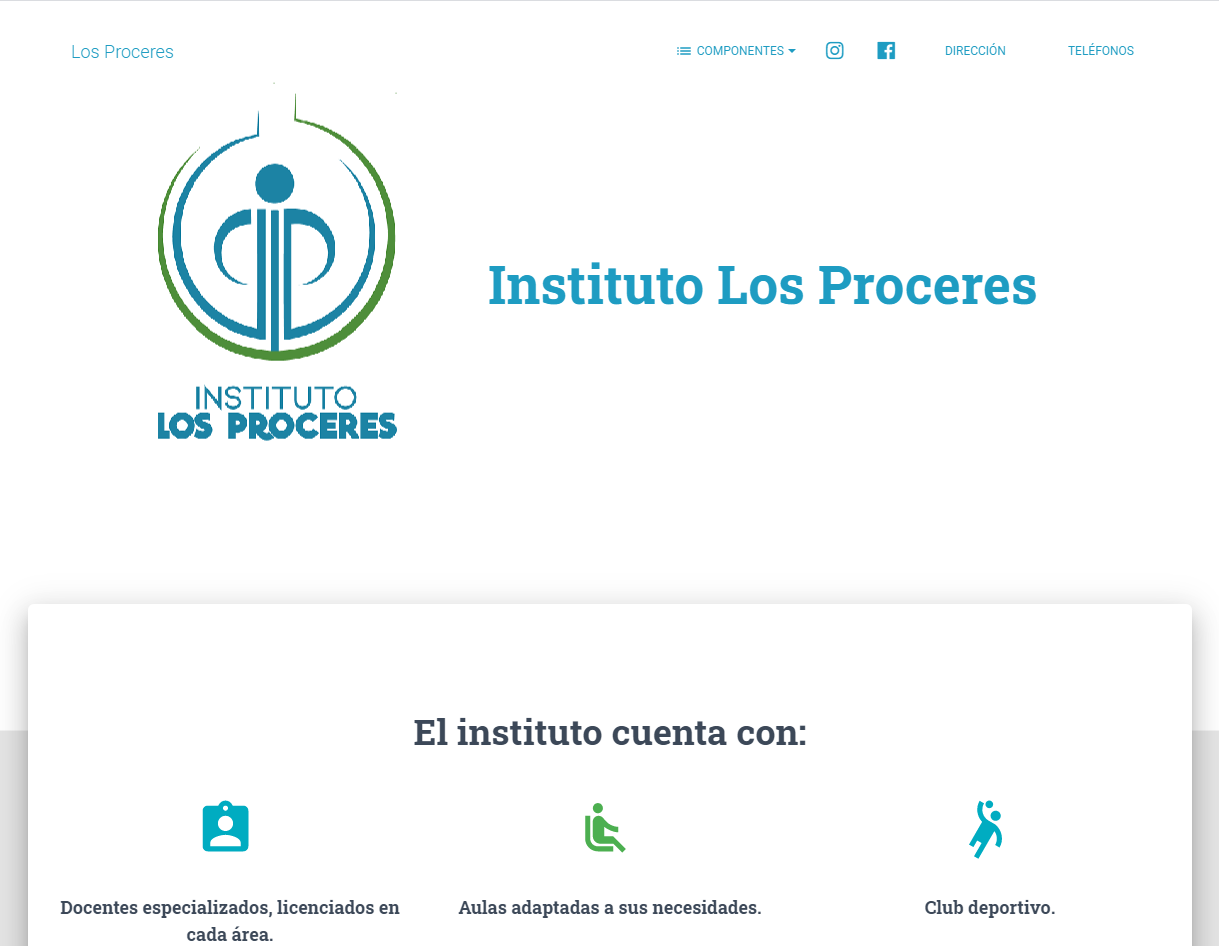 Los Proceres
COMPONENTES
DIRECCIÓN
TELÉFONOS
INSTITUTO
LOS PROCERES
Instituto Los Proceres
El instituto cuenta con:
Docentes especializados, licenciados en
cada área.
Aulas adaptadas a sus necesidades.
Club deportivo.